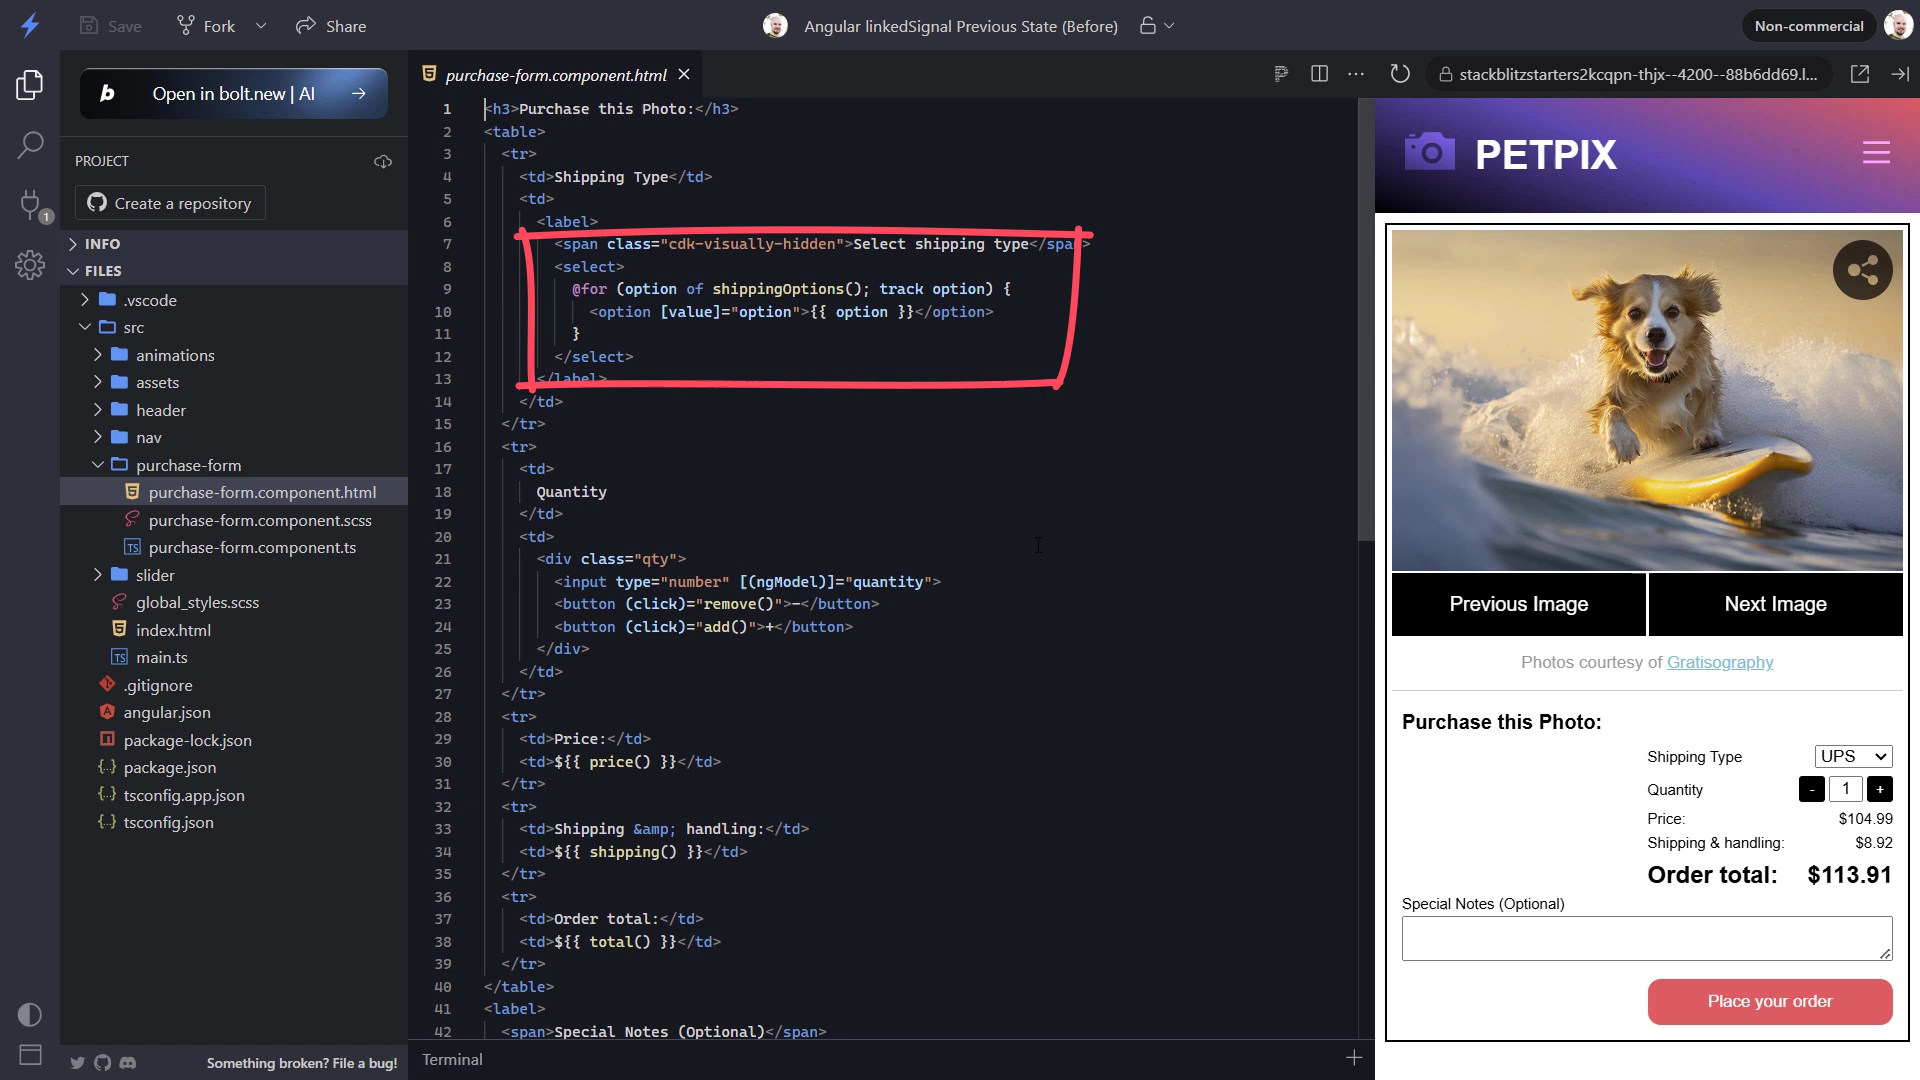 Save
Fork
Share
Angular linkedSignal Previous State (Before)
Non-commercial
b Open in bolt.new | AI →
PROJECT
Create a repository
1
INFO
FILES
.vscode
src
animations
assets
header
nav
purchase-form
purchase-form.component.html
purchase-form.component.scss
TS purchase-form.component.ts
slider
global_styles.scss
index.html
TS main.ts
.gitignore
angular.json
package-lock.json
package.json
tsconfig.app.json
tsconfig.json
Something broken? File a bug!
purchase-form.component.html
1 <h3>Purchase this Photo:</h3>
2 <table>
3 <tr>
4 <td>Shipping Type</td>
5 <td>
6 <label>
7 <span class="cdk-visually-hidden">Select shipping type</span>
8 <select>
9 @for (option of shippingOptions(); track option) {
10 <option [value]="option">{{ option }}</option>
11 }
12 </select>
13 </label>
14 </td>
15 </tr>
16 <tr>
17 <td>
18 Quantity
19 </td>
20 <td>
21 <div class="qty">
22 <input type="number" [(ngModel)]="quantity">
23 <button (click)="remove()">-</button>
24 <button (click)="add()">+</button>
25 </div>
26 </td>
27 </tr>
28 <tr>
29 <td>Price:</td>
30 <td>${{ price() }}</td>
31 </tr>
32 <tr>
33 <td>Shipping &amp; handling:</td>
34 <td>${{ shipping() }}</td>
35 </tr>
36 <tr>
37 <td>Order total:</td>
38 <td>${{ total() }}</td>
39 </tr>
40 </table>
41 <label>
42 <span>Special Notes (Optional)</span>
Terminal
stackblitzstarters2kcqpn-thjx--4200--88b6dd69.l...
PETPIX
Previous Image
Next Image
Photos courtesy of Gratisography
Purchase this Photo:
Shipping Type UPS
Quantity - 1 +
Price: $104.99
Shipping & handling: $8.92
Order total: $113.91
Special Notes (Optional)
Place your order